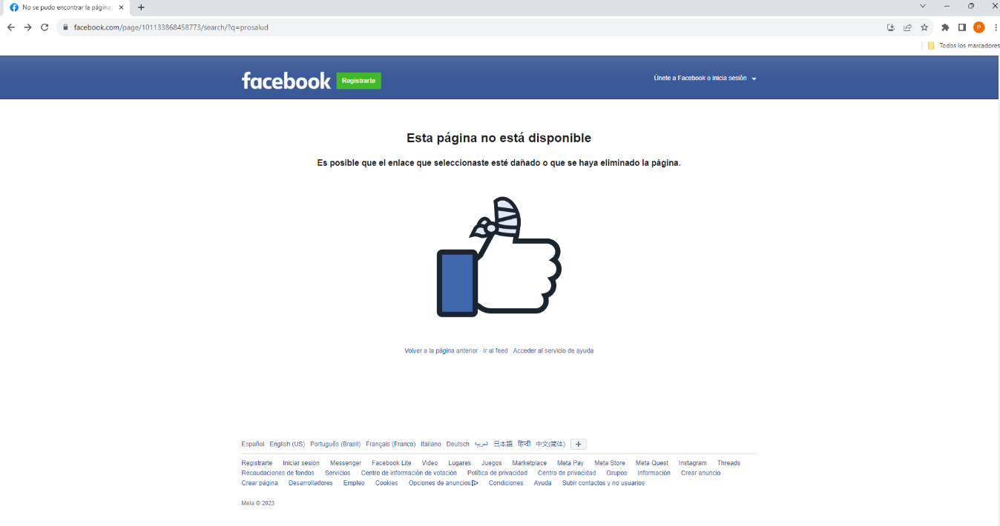 No se pudo encontrar la página
facebook.com/page/101133868458773/search/?q=prosalud
P
Todos los marcadores
facebook Registrarte Únete a Facebook o inicia sesión
Esta página no está disponible
Es posible que el enlace que seleccionaste esté dañado o que se haya eliminado la página.
Volver a la página anterior · Ir al feed · Acceder al servicio de ayuda
Español English (US) Português (Brasil) Français (France) Italiano Deutsch العربية 日本語 हिन्दी 中文(简体) +
Registrarte Iniciar sesión Messenger Facebook Lite Video Lugares Juegos Marketplace Meta Pay Meta Store Meta Quest Instagram Threads
Recaudaciones de fondos Servicios Centro de información de votación Política de privacidad Centro de privacidad Grupos Información Crear anuncio
Crear página Desarrolladores Empleo Cookies Opciones de anuncios Condiciones Ayuda Subir contactos y no usuarios
Meta © 2023